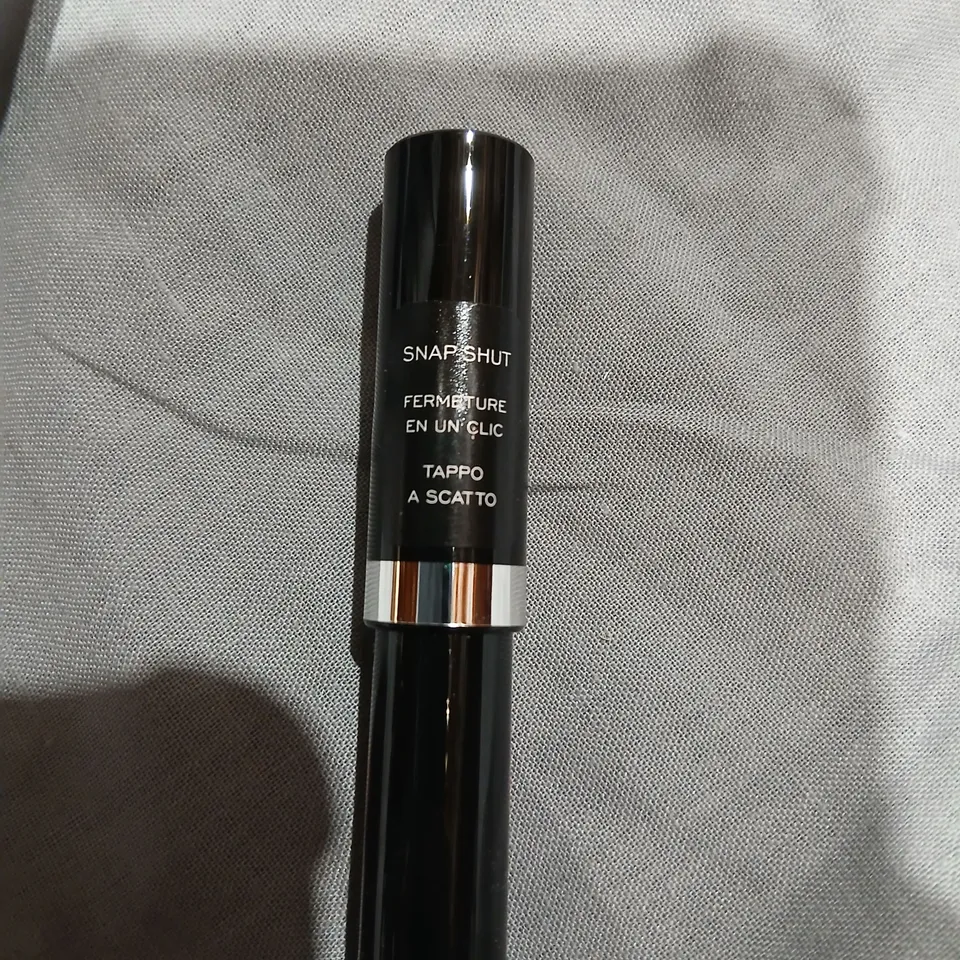 SNAP SHUT
FERMETURE
EN UN CLIC
TAPPO
A SCATTO